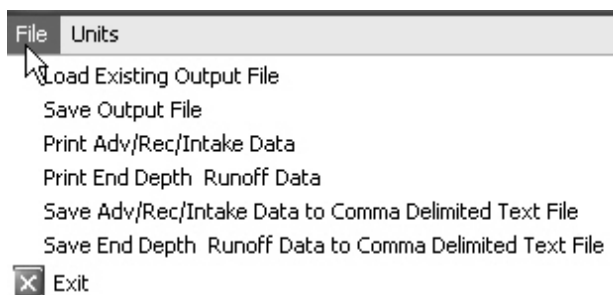 File Units
Load Existing Output File
Save Output File
Print Adv/Rec/Intake Data
Print End Depth Runoff Data
Save Adv/Rec/Intake Data to Comma Delimited Text File
Save End Depth Runoff Data to Comma Delimited Text File
Exit